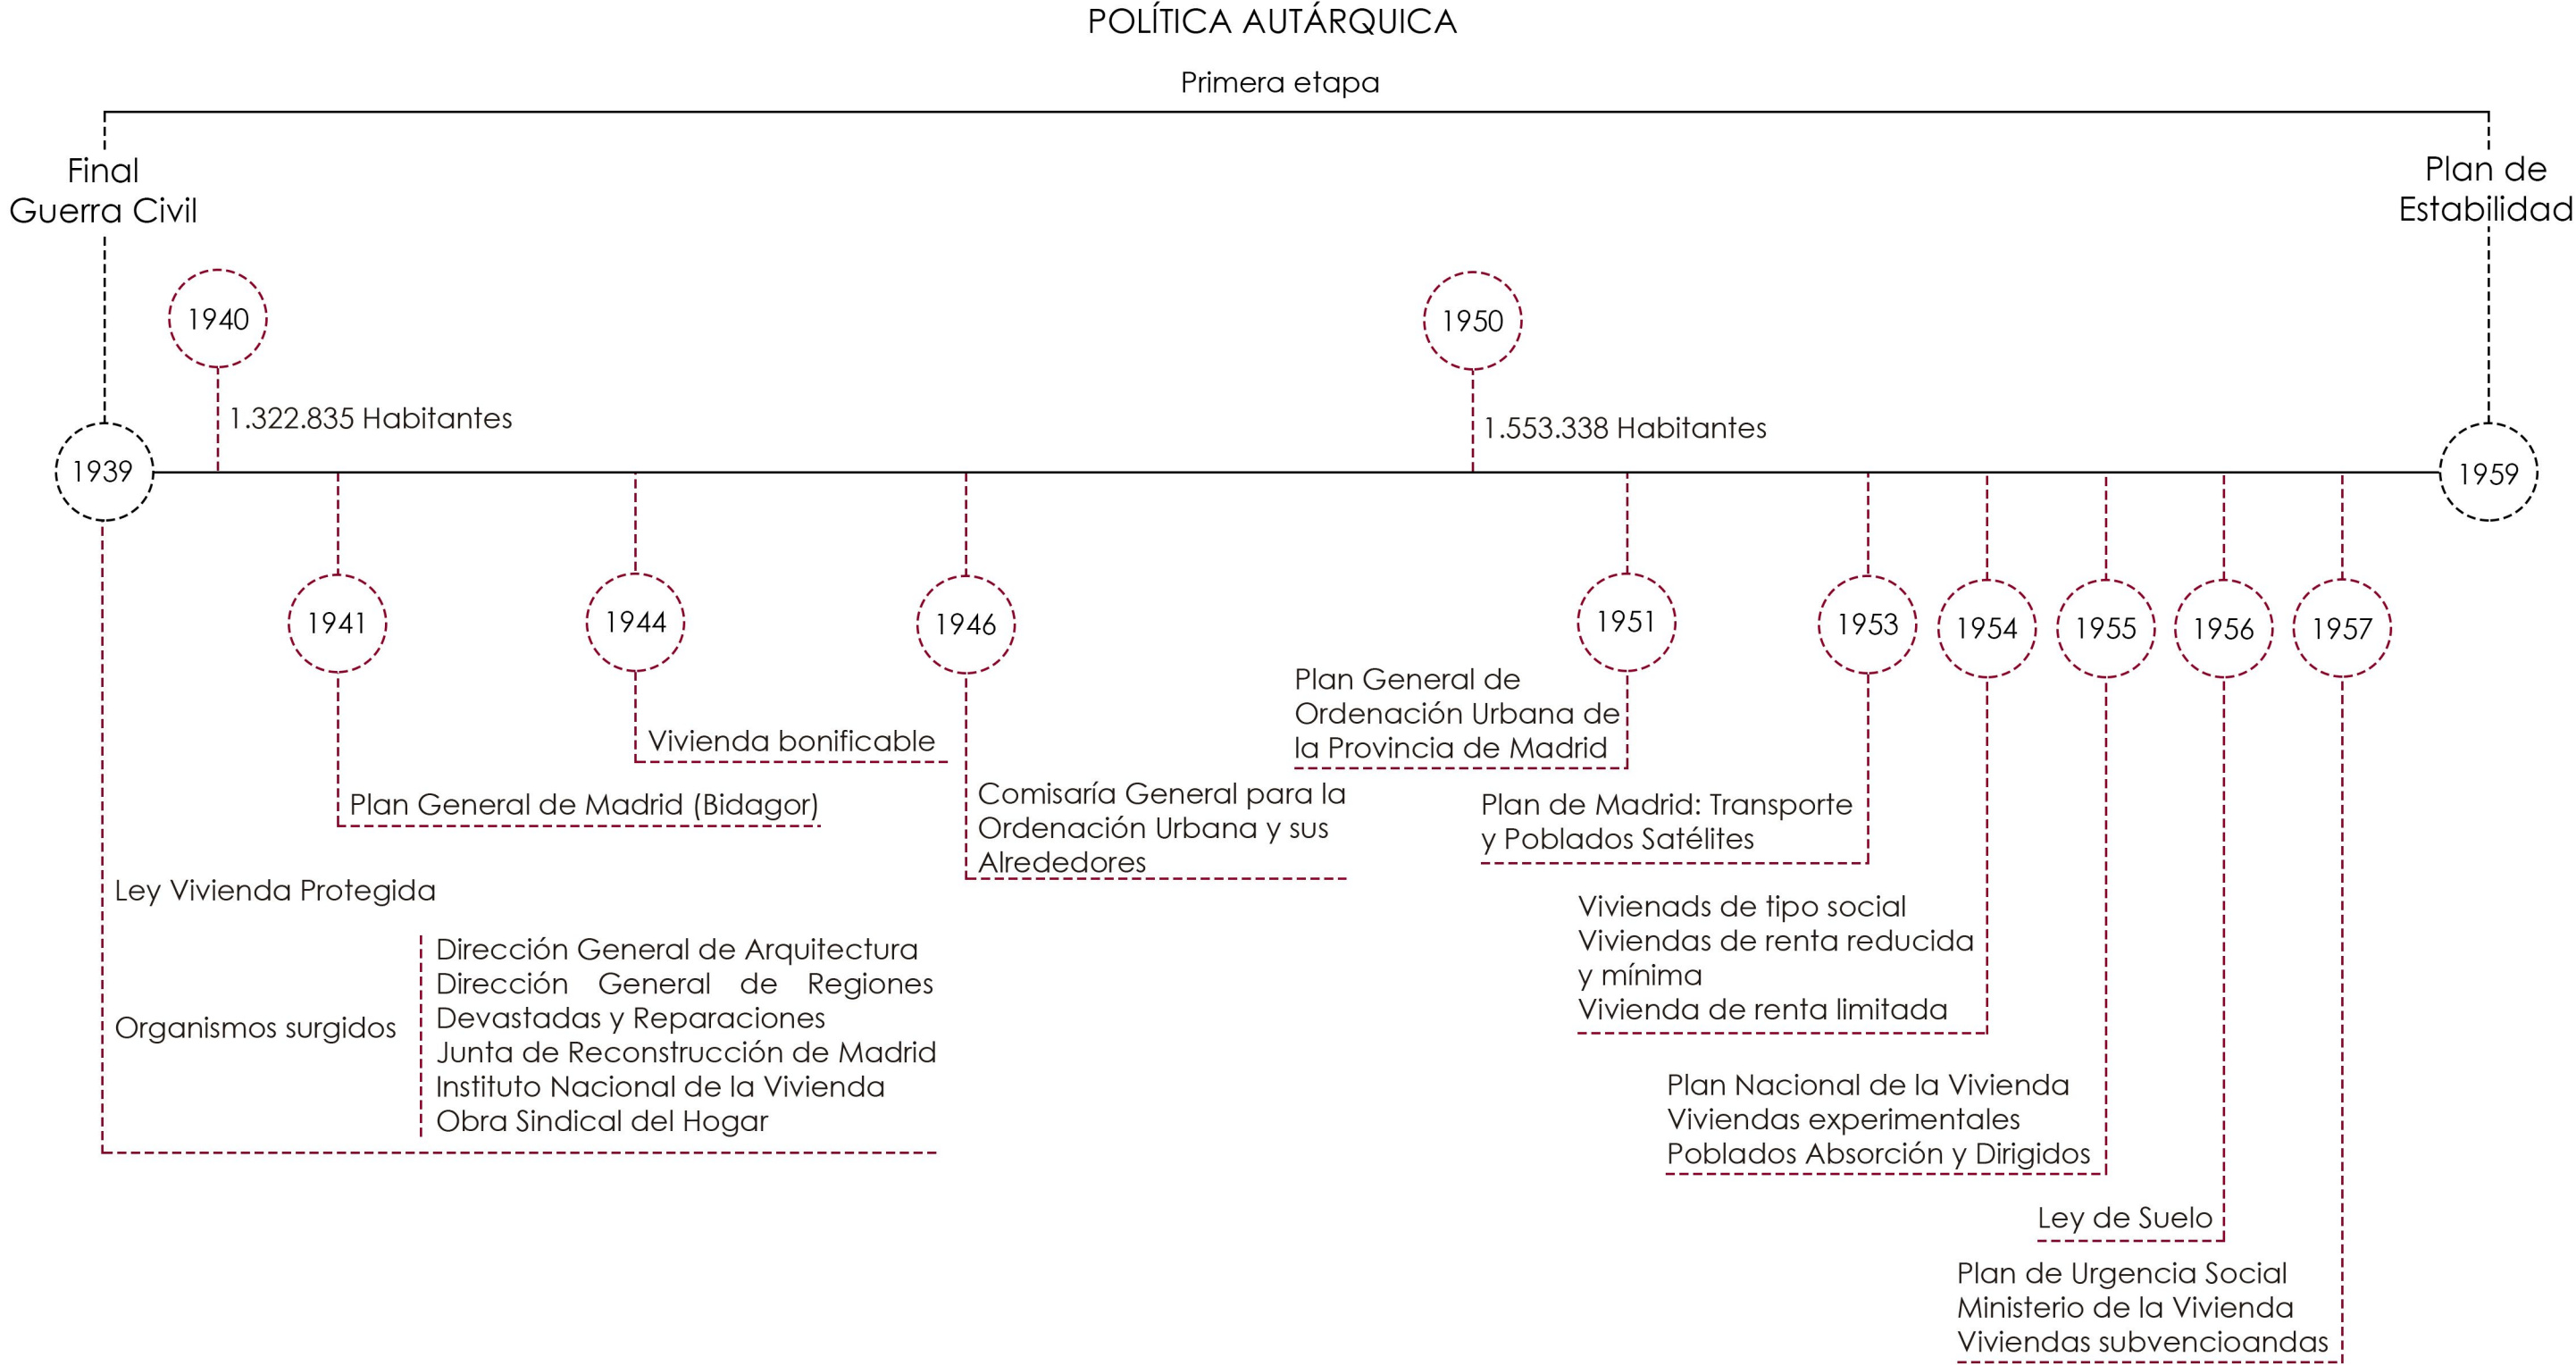 POLÍTICA AUTÁRQUICA
Primera etapa
Final
Guerra Civil
Plan de
Estabilidad
1940
1950
1.322.835 Habitantes
1.553.338 Habitantes
1939
1959
1941
1944
1946
1951
1953
1954
1955
1956
1957
Vivienda bonificable
Plan General de Madrid (Bidagor)
Comisaría General para la
Ordenación Urbana y sus
Alrededores
Plan General de
Ordenación Urbana de
la Provincia de Madrid
Plan de Madrid: Transporte
y Poblados Satélites
Ley Vivienda Protegida
Organismos surgidos
Dirección General de Arquitectura
Dirección General de Regiones
Devastadas y Reparaciones
Junta de Reconstrucción de Madrid
Instituto Nacional de la Vivienda
Obra Sindical del Hogar
Vivienads de tipo social
Viviendas de renta reducida
y mínima
Vivienda de renta limitada
Plan Nacional de la Vivienda
Viviendas experimentales
Poblados Absorción y Dirigidos
Ley de Suelo
Plan de Urgencia Social
Ministerio de la Vivienda
Viviendas subvencioandas